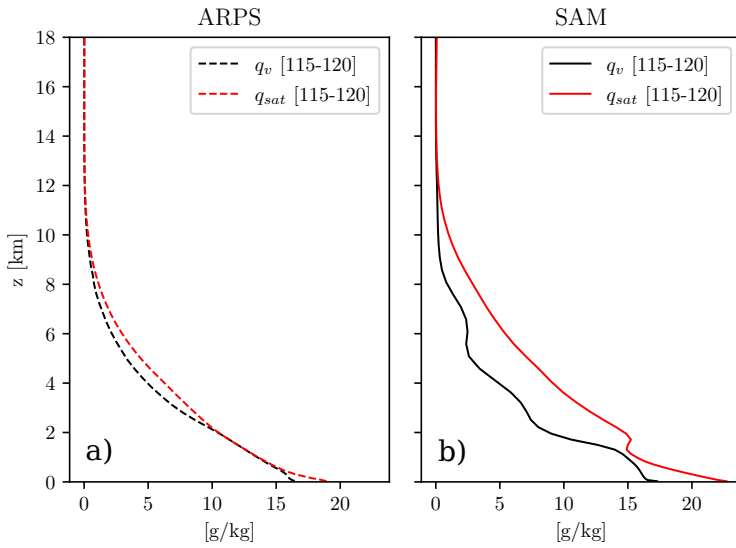 ARPS SAM
18
16
14
12
10
8
6
4
2
0
z [km]
q_v [115-120]
q_sat [115-120]
a)
0 5 10 15 20
[g/kg]
q_v [115-120]
q_sat [115-120]
b)
0 5 10 15 20
[g/kg]